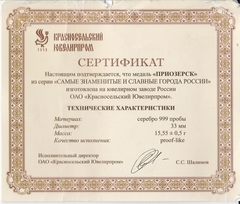 КРАСНОСЕЛЬСКИЙ
ЮВЕЛИРПРОМ
1919
СЕРТИФИКАТ
Настоящим подтверждается, что медаль «ПРИОЗЕРСК»
из серии «САМЫЕ ЗНАМЕНИТЫЕ И СЛАВНЫЕ ГОРОДА РОССИИ»
изготовлена на ювелирном заводе России
ОАО «Красносельский Ювелирпром».
ТЕХНИЧЕСКИЕ ХАРАКТЕРИСТИКИ
Материал: серебро 999 пробы
Диаметр: 33 мм
Масса: 15,55 ± 0,5 г
Качество исполнения: proof-like
Исполнительный директор
ОАО «Красносельский Ювелирпром» С.С. Шалимов